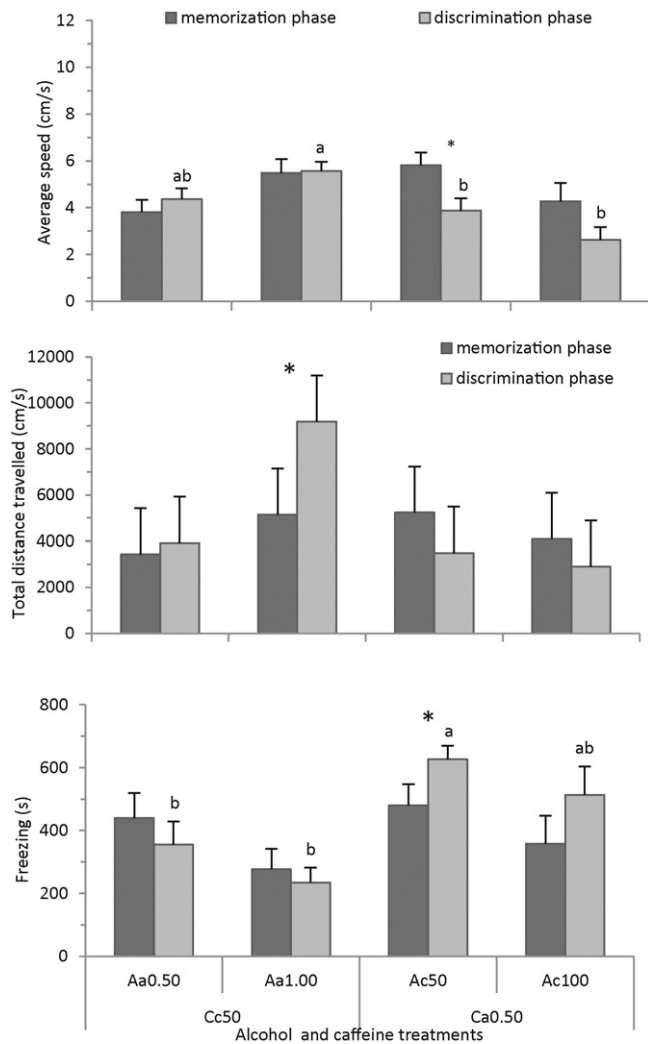 memorization phase discrimination phase
12
10
8
6
4
2
0
Average speed (cm/s)
ab
a
*
b
b
12000
10000
8000
6000
4000
2000
0
Total distance travelled (cm/s)
memorization phase
discrimination phase
*
800
600
400
200
0
Freezing (s)
b
b
*
a
ab
Aa0.50 Aa1.00 Ac50 Ac100
Cc50 Ca0.50
Alcohol and caffeine treatments